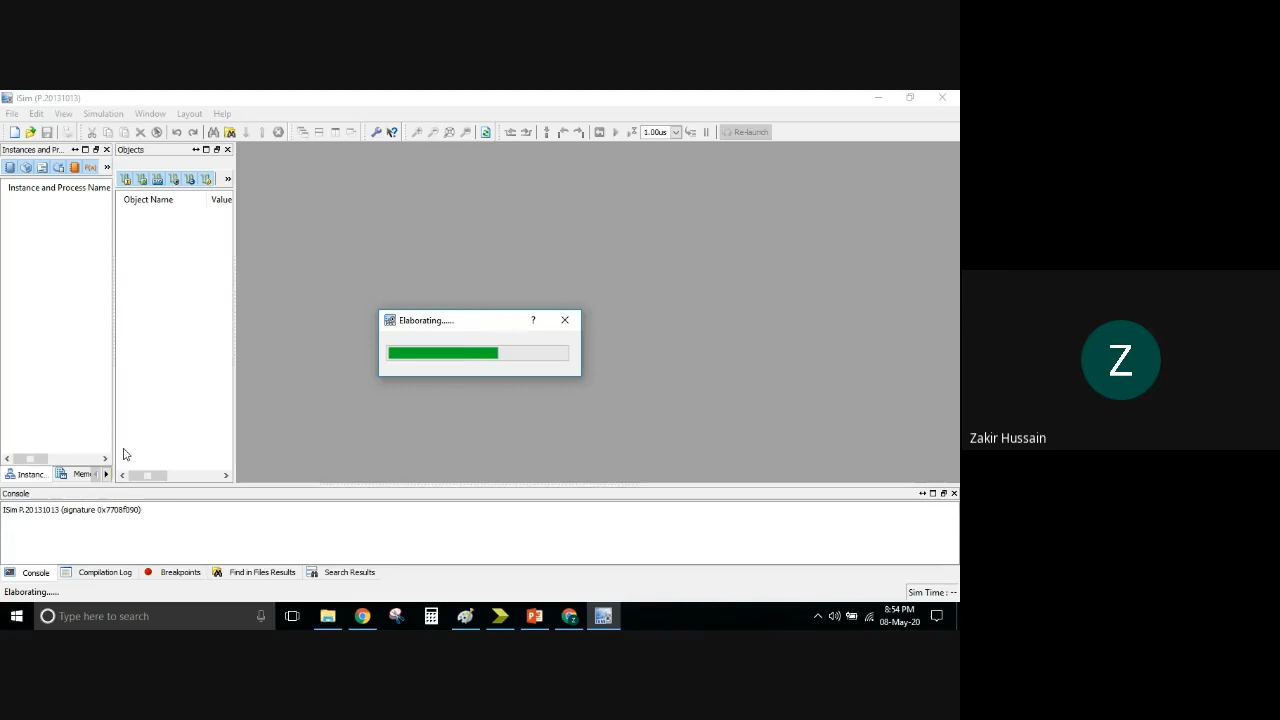 ISim (P.20131013)
File Edit View Simulation Window Layout Help
1.00us Re-launch
Instances and Pr...
Objects
Instance and Process Name
Object Name Value
Elaborating...... ?
Z
Zakir Hussain
Instanc... Mem
Console
ISim P.20131013 (signature 0x7708f090)
Console Compilation Log Breakpoints Find in Files Results Search Results
Elaborating......
Sim Time : --
Type here to search
8:54 PM
08-May-20